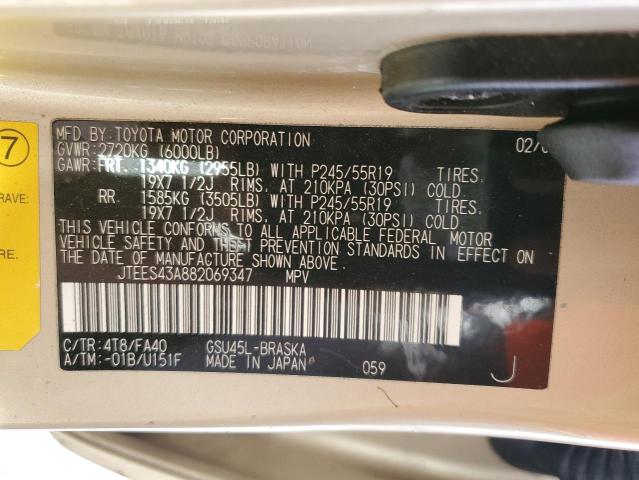 MFD.BY:TOYOTA MOTOR CORPORATION 02/0
GVWR:2720KG (6000LB)
GAWR:FRT. 1340KG (2955LB) WITH P245/55R19 TIRES,
19X7 1/2J RIMS, AT 210KPA (30PSI) COLD.
RR 1585KG (3505LB) WITH P245/55R19 TIRES,
19X7 1/2J RIMS, AT 210KPA (30PSI) COLD.
THIS VEHICLE CONFORMS TO ALL APPLICABLE FEDERAL MOTOR
VEHICLE SAFETY AND THEFT PREVENTION STANDARDS IN EFFECT ON
THE DATE OF MANUFACTURE SHOWN ABOVE.
JTEES43A882069347 MPV
C/TR:4T8/FA40 GSU45L-BRASKA
A/TM:-01B/U151F MADE IN JAPAN 059
J
7
RAVE: